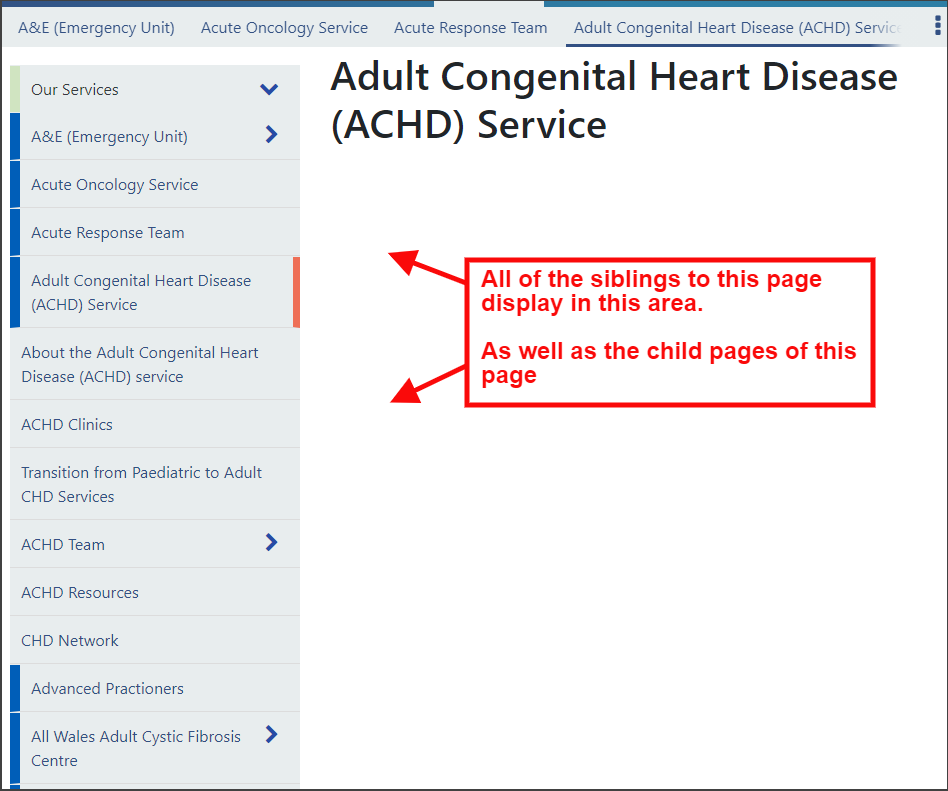 A&E (Emergency Unit) Acute Oncology Service Acute Response Team Adult Congenital Heart Disease (ACHD) Service
Our Services
A&E (Emergency Unit)
Acute Oncology Service
Acute Response Team
Adult Congenital Heart Disease
(ACHD) Service
About the Adult Congenital Heart
Disease (ACHD) service
ACHD Clinics
Transition from Paediatric to Adult
CHD Services
ACHD Team
ACHD Resources
CHD Network
Advanced Practioners
All Wales Adult Cystic Fibrosis
Centre
Adult Congenital Heart Disease
(ACHD) Service
All of the siblings to this page
display in this area.
As well as the child pages of this
page